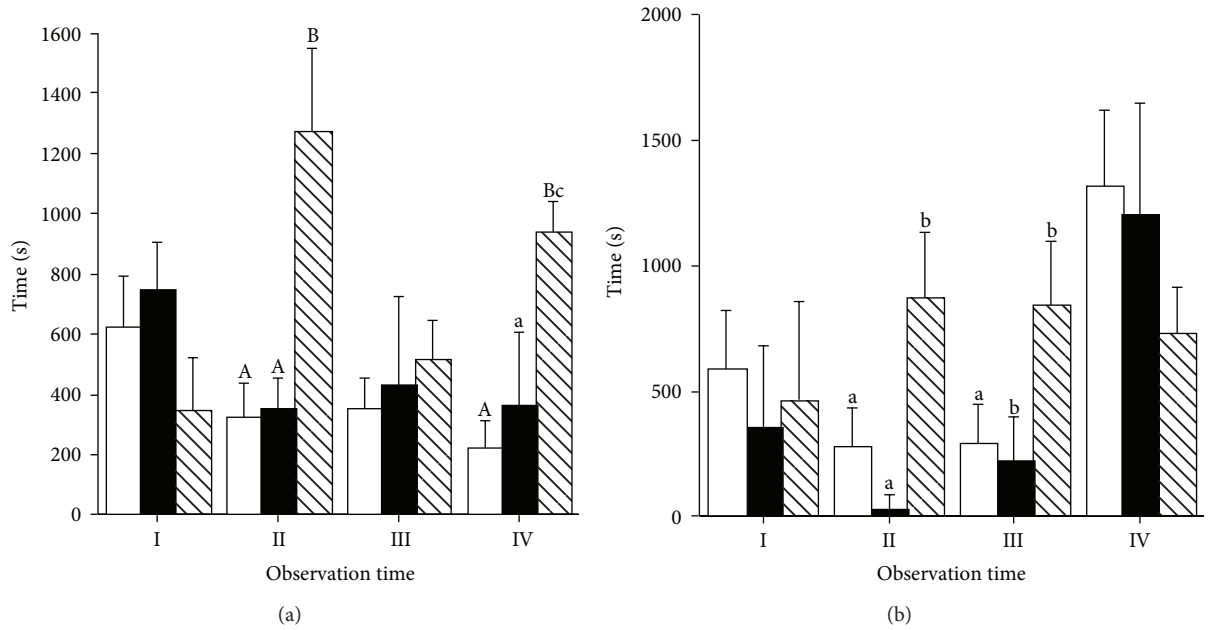 1600
1400
1200
1000
800
600
400
200
0
Time (s)
A
A
B
A
a
Bc
I
II
III
IV
Observation time
(a)
2000
1500
1000
500
0
Time (s)
a
a
b
a
b
b
I
II
III
IV
Observation time
(b)